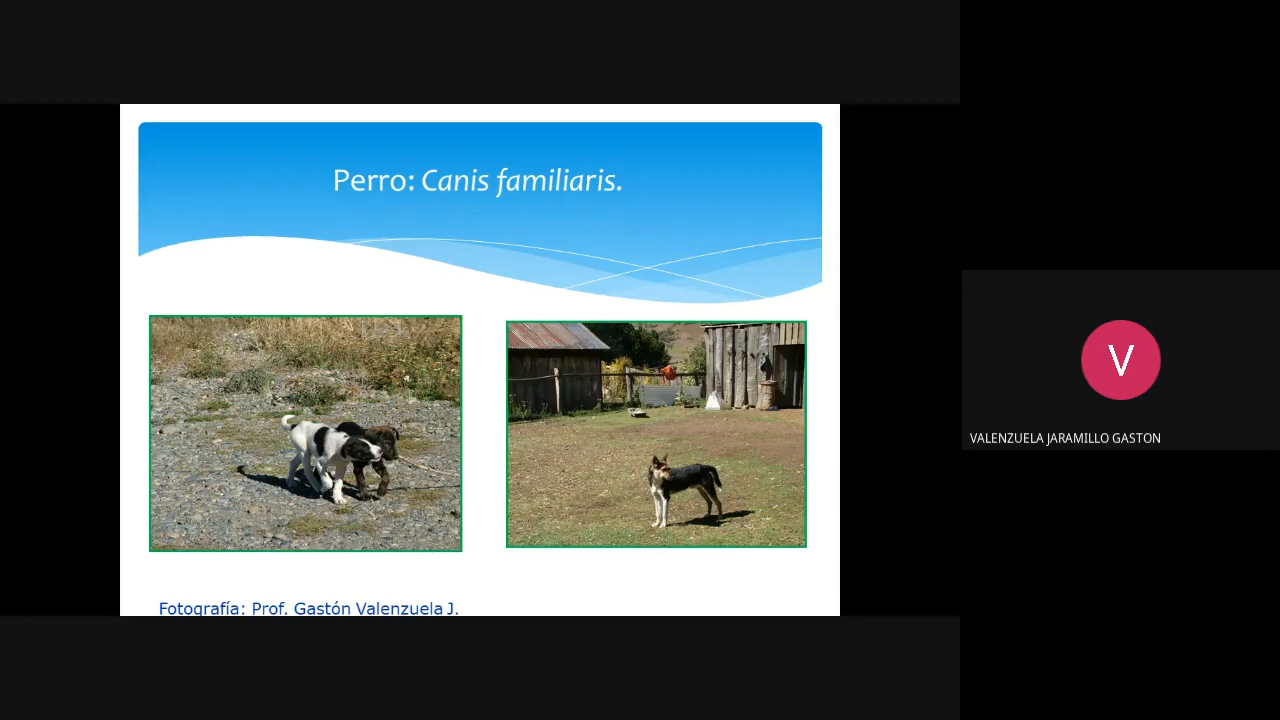 Perro: Canis familiaris.
Fotografía: Prof. Gastón Valenzuela J.
V
VALENZUELA JARAMILLO GASTON